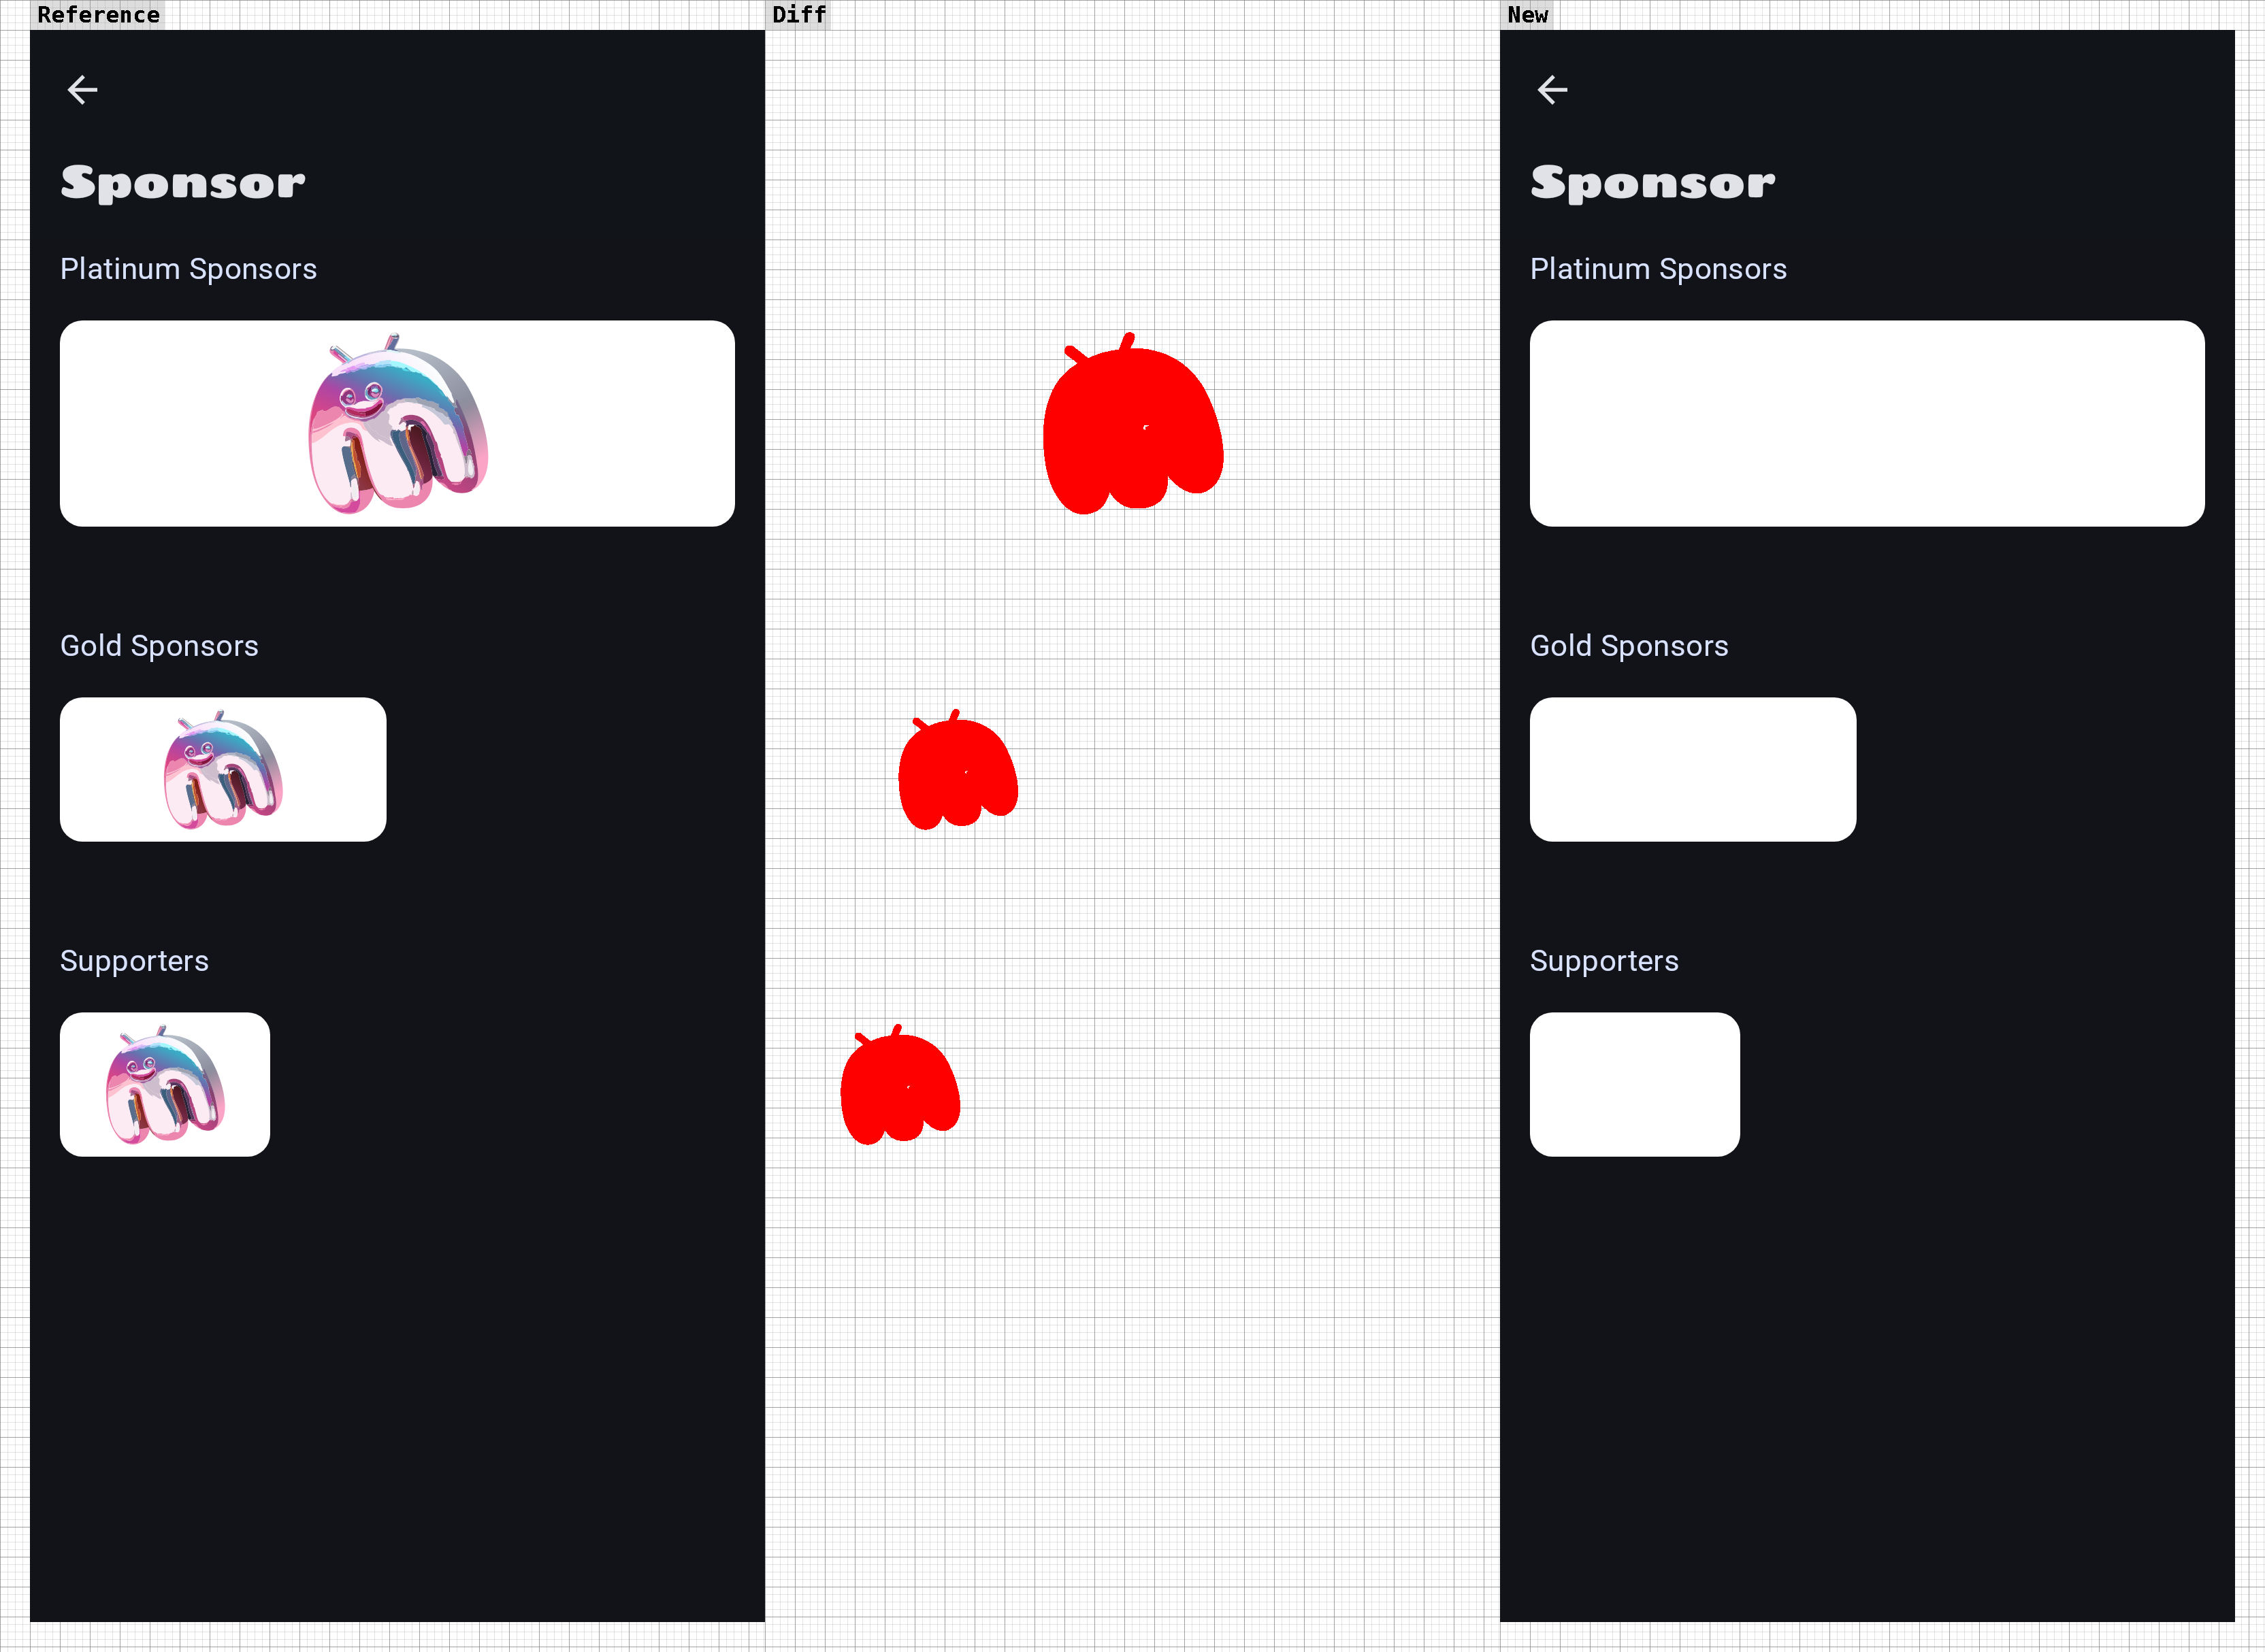 Reference
Diff
New
Sponsor
Platinum Sponsors
Gold Sponsors
Supporters
Sponsor
Platinum Sponsors
Gold Sponsors
Supporters